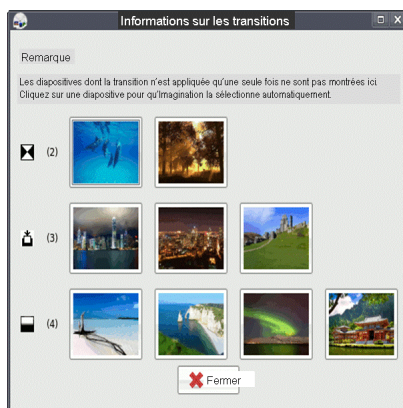 Informations sur les transitions
Remarque
Les diapositives dont la transition n'est appliquée qu'une seule fois ne sont pas montrées ici.
Cliquez sur une diapositive pour qu'Imagination la sélectionne automatiquement.
(2)
(3)
(4)
Fermer